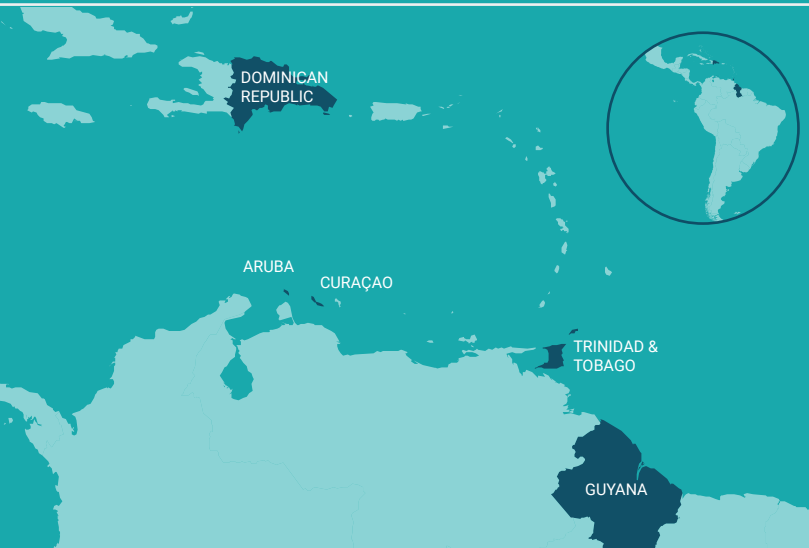 DOMINICAN
REPUBLIC
ARUBA
CURAÇAO
TRINIDAD &
TOBAGO
GUYANA